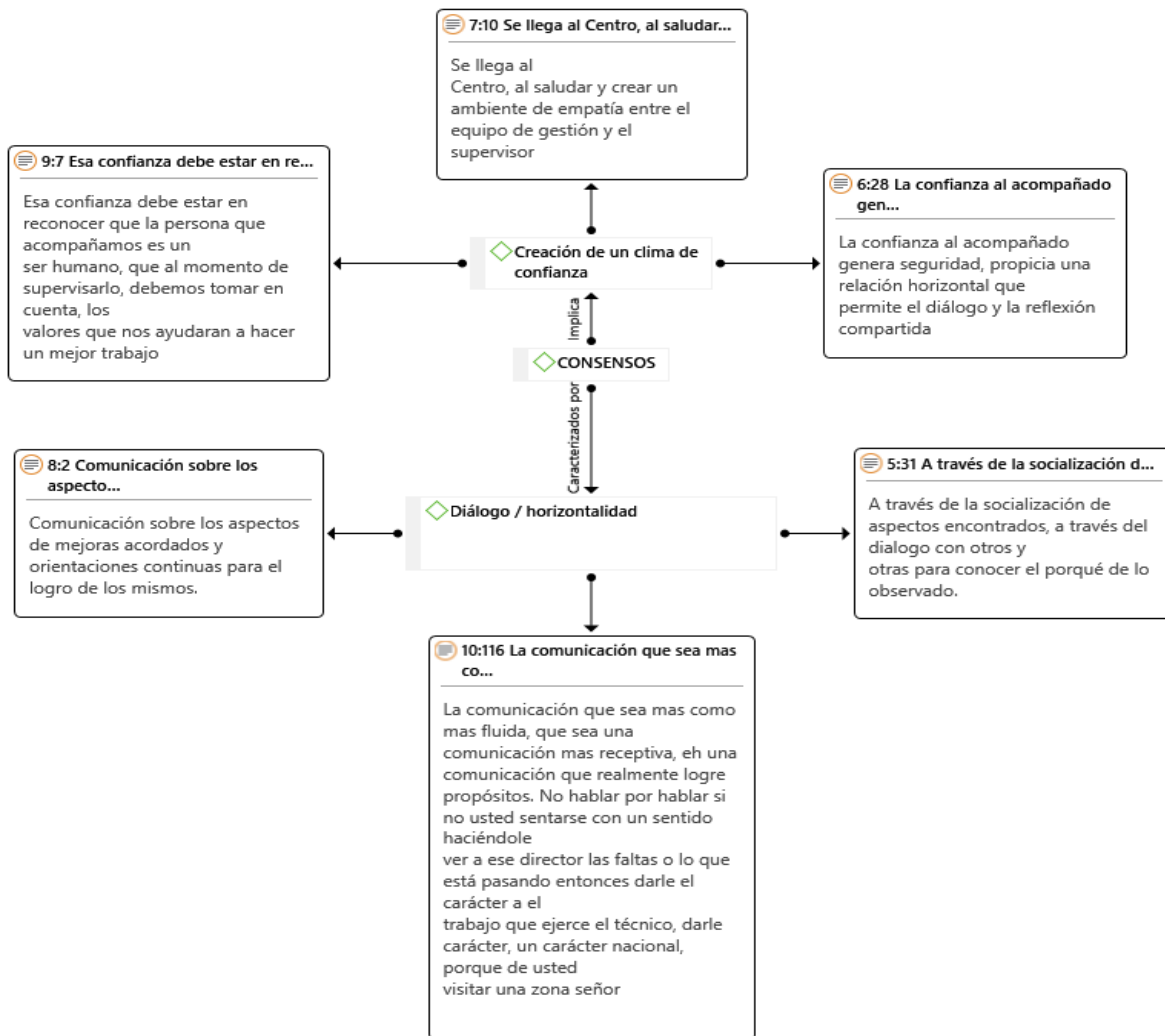 7:10 Se llega al Centro, al saludar...
Se llega al
Centro, al saludar y crear un
ambiente de empatía entre el
equipo de gestión y el
supervisor
9:7 Esa confianza debe estar en re...
Esa confianza debe estar en
reconocer que la persona que
acompañamos es un
ser humano, que al momento de
supervisarlo, debemos tomar en
cuenta, los
valores que nos ayudaran a hacer
un mejor trabajo
6:28 La confianza al acompañado
gen...
La confianza al acompañado
genera seguridad, propicia una
relación horizontal que
permite el diálogo y la reflexión
compartida
Creación de un clima de
confianza
Implica
CONSENSOS
Caracterizados por
8:2 Comunicación sobre los
aspecto...
Comunicación sobre los aspectos
de mejoras acordados y
orientaciones continuas para el
logro de los mismos.
Diálogo / horizontalidad
5:31 A través de la socialización d...
A través de la socialización de
aspectos encontrados, a través del
dialogo con otros y
otras para conocer el porqué de lo
observado.
10:116 La comunicación que sea mas
co...
La comunicación que sea mas como
mas fluida, que sea una
comunicación mas receptiva, eh una
comunicación que realmente logre
propósitos. No hablar por hablar si
no usted sentarse con un sentido
haciéndole
ver a ese director las faltas o lo que
está pasando entonces darle el
carácter a el
trabajo que ejerce el técnico, darle
carácter, un carácter nacional,
porque de usted
visitar una zona señor